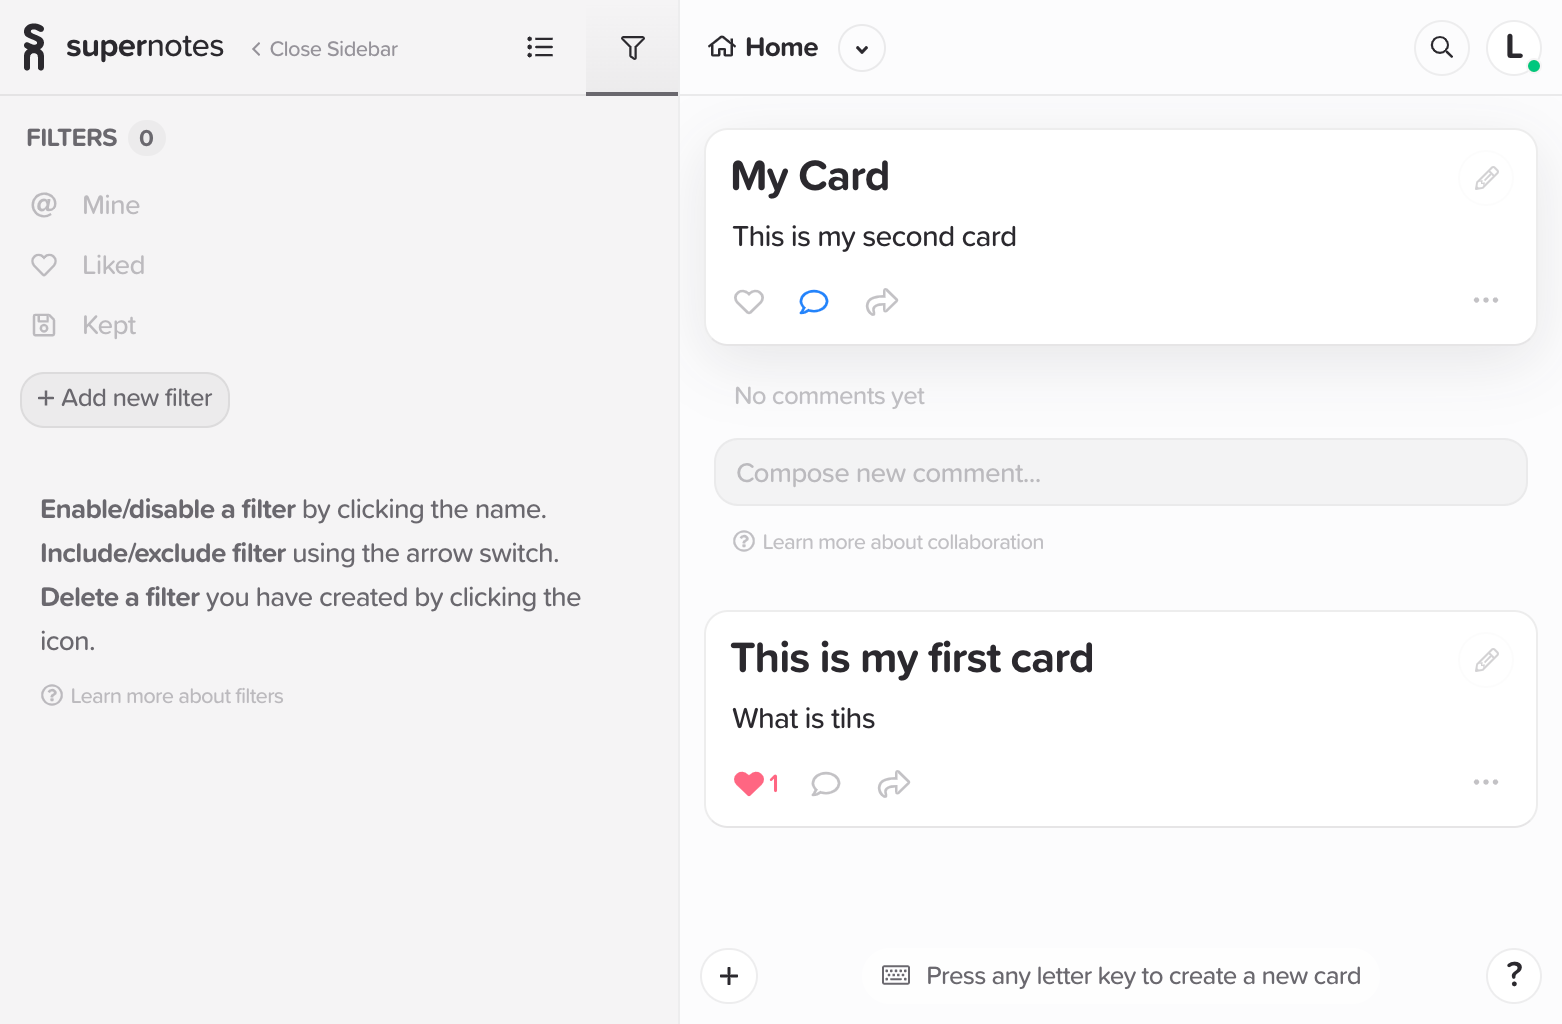 supernotes
Close Sidebar
Home
L
FILTERS 0
@ Mine
Liked
Kept
+ Add new filter
Enable/disable a filter by clicking the name.
Include/exclude filter using the arrow switch.
Delete a filter you have created by clicking the
icon.
? Learn more about filters
My Card
This is my second card
No comments yet
Compose new comment...
? Learn more about collaboration
This is my first card
What is tihs
1
+
Press any letter key to create a new card
?